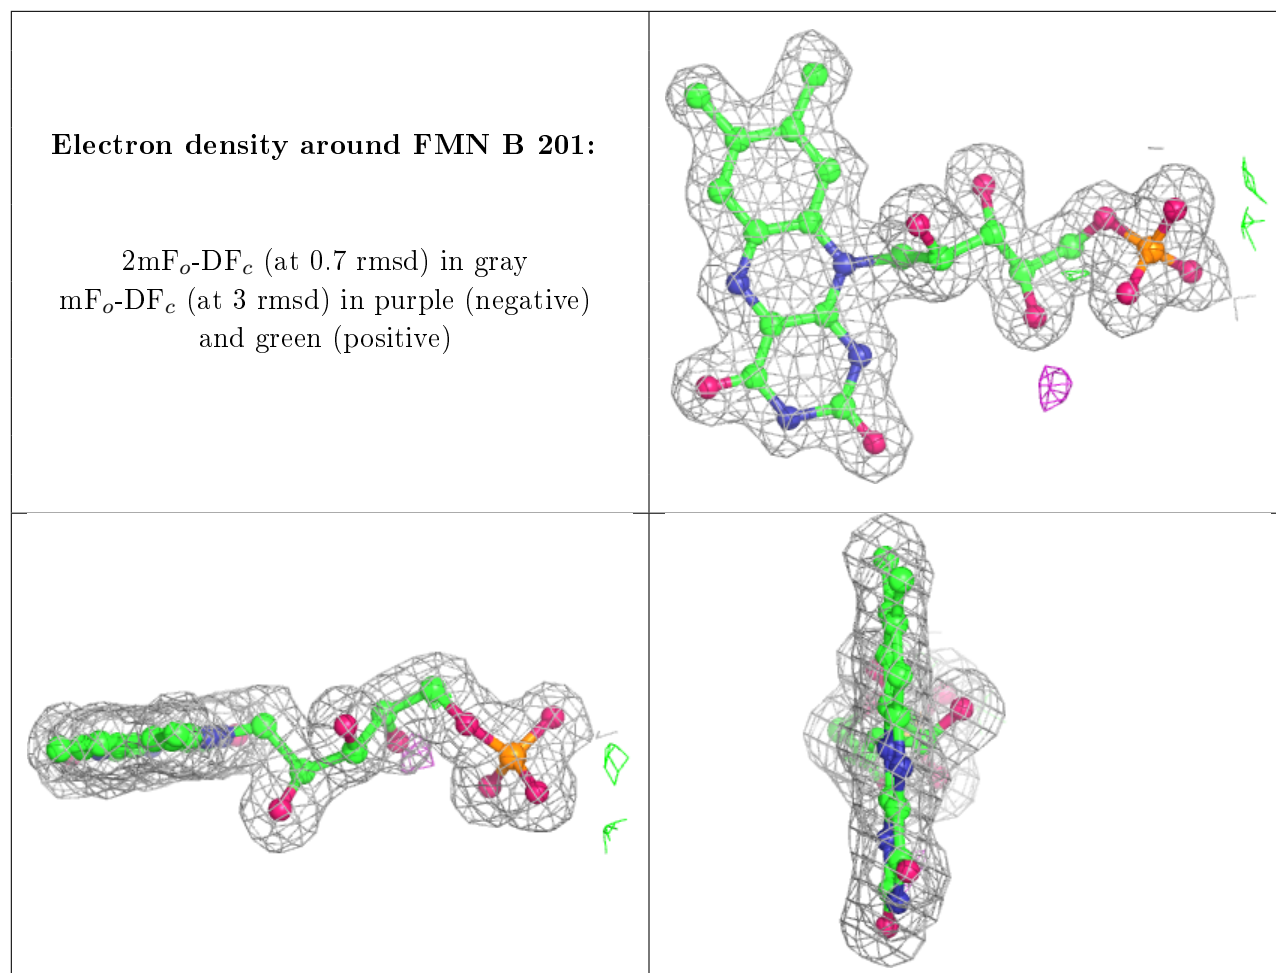 Electron density around FMN B 201:
2mFo-DFc (at 0.7 rmsd) in gray
mFo-DFc (at 3 rmsd) in purple (negative)
and green (positive)